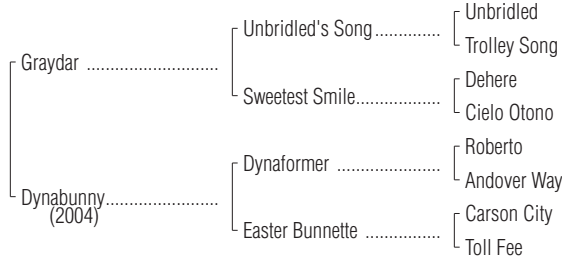 Unbridled
Unbridled's Song..............
Trolley Song
Graydar ............................
Dehere
Sweetest Smile..................
Cielo Otono
Roberto
Dynaformer ......................
Andover Way
Dynabunny........................
(2004)
Carson City
Easter Bunnette ................
Toll Fee